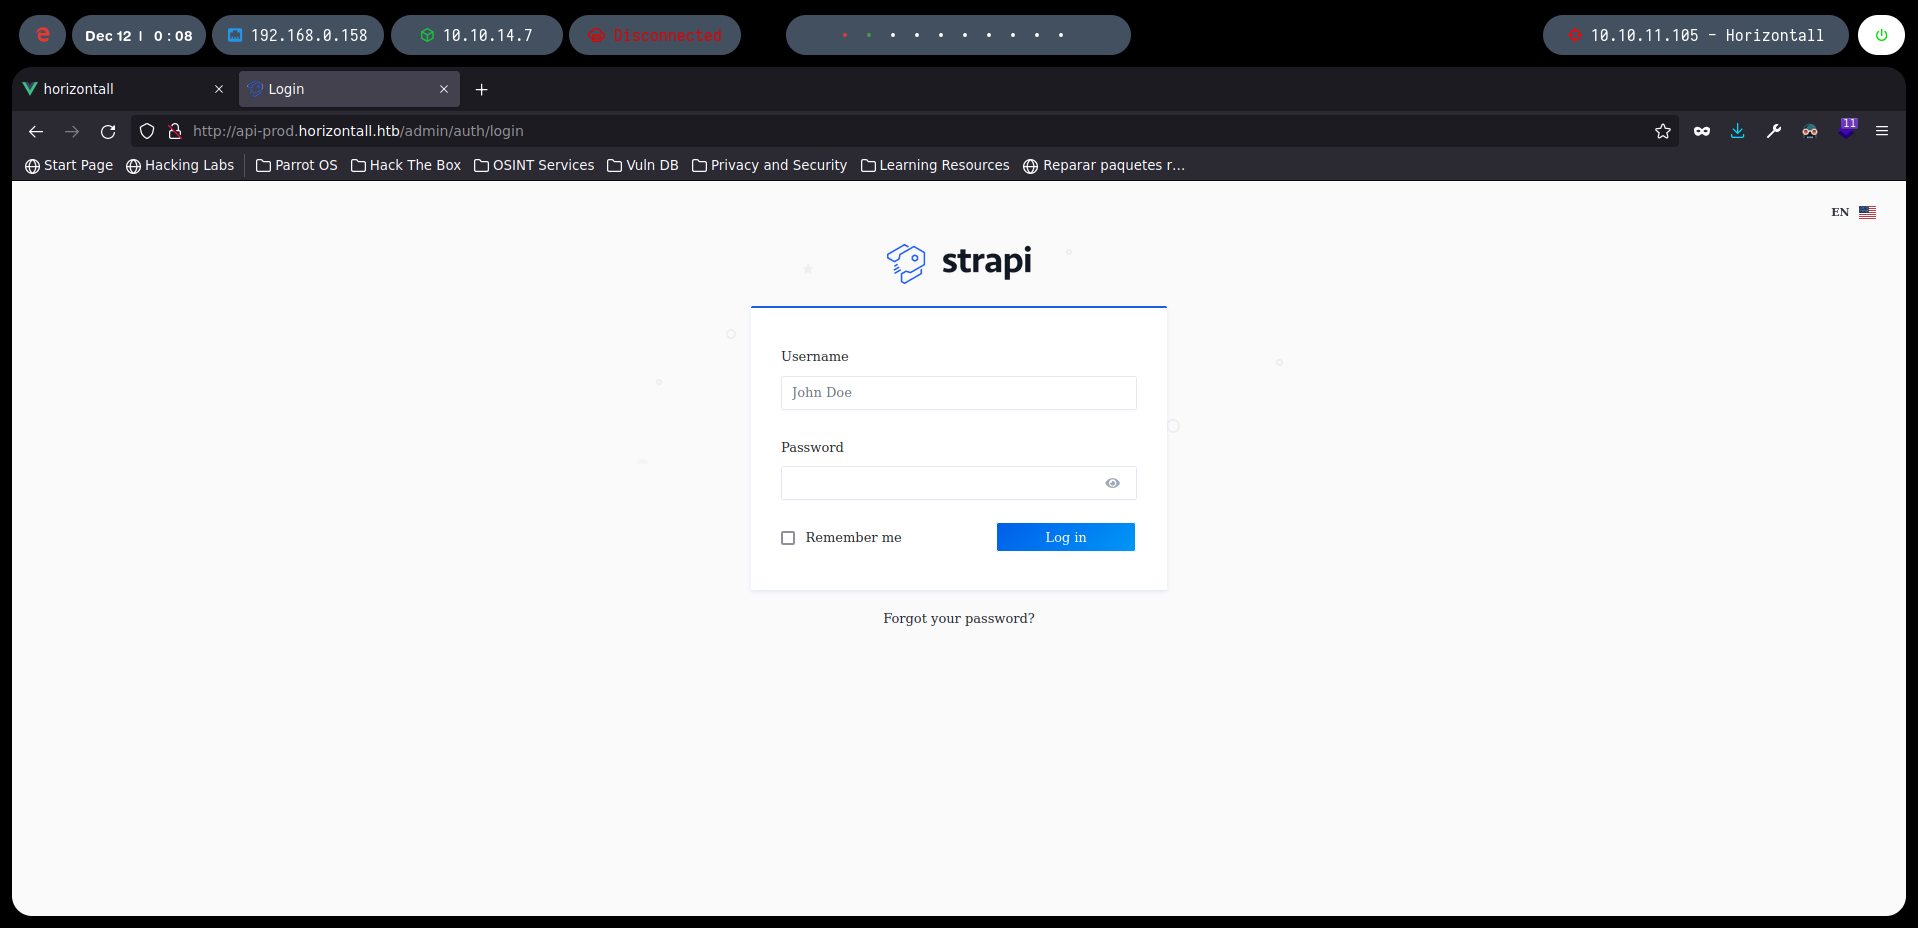 Dec 12 | 0 : 08 192.168.0.158 10.10.14.7 Disconnected 10.10.11.105 - Horizontall
horizontall Login
http://api-prod.horizontall.htb/admin/auth/login 11
Start Page Hacking Labs Parrot OS Hack The Box OSINT Services Vuln DB Privacy and Security Learning Resources Reparar paquetes r...
EN
strapi
Username
John Doe
Password
Remember me Log in
Forgot your password?